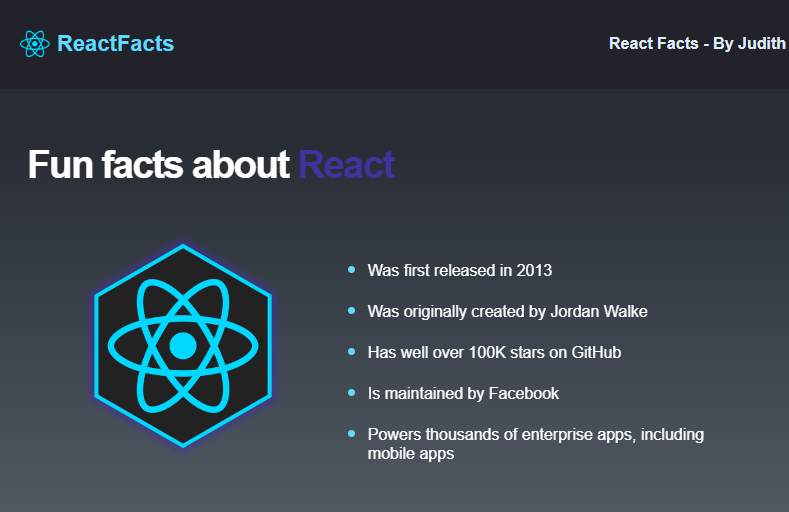 ReactFacts
React Facts - By Judith
Fun facts about React
Was first released in 2013
Was originally created by Jordan Walke
Has well over 100K stars on GitHub
Is maintained by Facebook
Powers thousands of enterprise apps, including
mobile apps